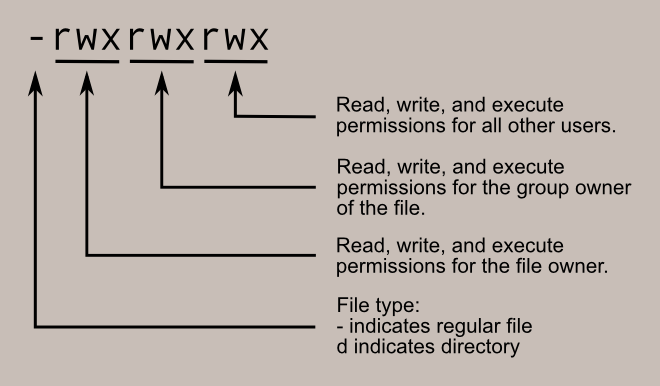 -rwxrwxrwx
Read, write, and execute
permissions for all other users.
Read, write, and execute
permissions for the group owner
of the file.
Read, write, and execute
permissions for the file owner.
File type:
- indicates regular file
d indicates directory